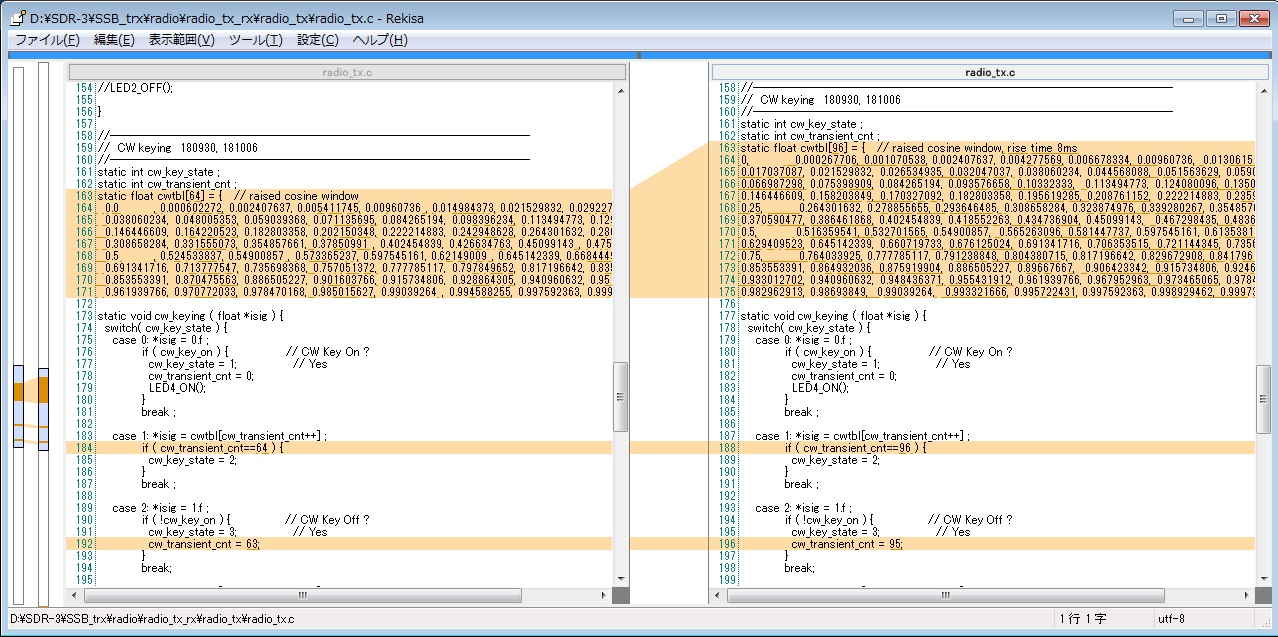 D:¥SDR-3¥SSB_trx¥radio¥radio_tx_rx¥radio_tx¥radio_tx.c - Rekisa
ファイル(F) 編集(E) 表示範囲(V) ツール(T) 設定(C) ヘルプ(H)
radio_tx.c
154 //LED2_OFF();
155
156 }
157
158 //
159 // CW keying 180930, 181006
160 //
161 static int cw_key_state ;
162 static int cw_transient_cnt ;
163 static float cwtbl[64] = { // raised cosine window
164 0.0 , 0.000602272, 0.002407637, 0.005411745, 0.00960736 , 0.014984373, 0.021529832, 0.029227
165 0.038060234, 0.048005353, 0.059039368, 0.071135695, 0.084265194, 0.098396234, 0.113494773, 0.129
166 0.146446609, 0.164220523, 0.182803358, 0.202150348, 0.222214883, 0.242948628, 0.264301632, 0.286
167 0.308658284, 0.331555073, 0.354857661, 0.37850991 , 0.402454839, 0.426634763, 0.45099143 , 0.475
168 0.5 , 0.524533837, 0.54900857 , 0.573365237, 0.597545161, 0.62149009 , 0.645142339, 0.668444
169 0.691341716, 0.713777547, 0.735698368, 0.757051372, 0.777785117, 0.797849652, 0.817196642, 0.835
170 0.853553391, 0.870475563, 0.886505227, 0.901603766, 0.915734806, 0.928864305, 0.940960632, 0.95
171 0.961939766, 0.970772033, 0.978470168, 0.985015627, 0.99039264 , 0.994588255, 0.997592363, 0.999
172
173 static void cw_keying ( float *isig ) {
174 switch( cw_key_state ) {
175 case 0: *isig = 0.f ;
176 if ( cw_key_on ) { // CW Key On ?
177 cw_key_state = 1; // Yes
178 cw_transient_cnt = 0;
179 LED4_ON();
180 }
181 break ;
182
183 case 1: *isig = cwtbl[cw_transient_cnt++] ;
184 if ( cw_transient_cnt==64 ) {
185 cw_key_state = 2;
186 }
187 break ;
188
189 case 2: *isig = 1.f ;
190 if ( !cw_key_on ) { // CW Key Off ?
191 cw_key_state = 3; // Yes
192 cw_transient_cnt = 63;
193 }
194 break;
195
radio_tx.c
158 //
159 // CW keying 180930, 181006
160 //
161 static int cw_key_state ;
162 static int cw_transient_cnt ;
163 static float cwtbl[96] = { // raised cosine window, rise time 8ms
164 0, 0.000267706, 0.001070538, 0.002407637, 0.004277569, 0.006678334, 0.00960736, 0.0130615
165 0.017037087, 0.021529832, 0.026534935, 0.032047037, 0.038060234, 0.044568088, 0.051563629, 0.0590
166 0.066987298, 0.075398909, 0.084265194, 0.093576658, 0.10332333, 0.113494773, 0.124080096, 0.1350
167 0.146446609, 0.158203849, 0.170327092, 0.182803358, 0.195619285, 0.208761152, 0.222214883, 0.2359
168 0.25, 0.264301632, 0.278855655, 0.293646485, 0.308658284, 0.323874976, 0.339280267, 0.3548576
169 0.370590477, 0.386461868, 0.402454839, 0.418552263, 0.434736904, 0.45099143, 0.467298435, 0.4836
170 0.5, 0.516359541, 0.532701565, 0.54900857, 0.565263096, 0.581447737, 0.597545161, 0.6135381
171 0.629409523, 0.645142339, 0.660719733, 0.676125024, 0.691341716, 0.706353515, 0.721144345, 0.7356
172 0.75, 0.764033925, 0.777785117, 0.791238848, 0.804380715, 0.817196642, 0.829672908, 0.841796
173 0.853553391, 0.864932036, 0.875919904, 0.886505227, 0.89667667, 0.906423342, 0.915734806, 0.9246
174 0.933012702, 0.940960632, 0.948436371, 0.955431912, 0.961939766, 0.967952963, 0.973465065, 0.9784
175 0.982962913, 0.98693849, 0.99039264, 0.993321666, 0.995722431, 0.997592363, 0.998929462, 0.9997
176
177 static void cw_keying ( float *isig ) {
178 switch( cw_key_state ) {
179 case 0: *isig = 0.f ;
180 if ( cw_key_on ) { // CW Key On ?
181 cw_key_state = 1; // Yes
182 cw_transient_cnt = 0;
183 LED4_ON();
184 }
185 break ;
186
187 case 1: *isig = cwtbl[cw_transient_cnt++] ;
188 if ( cw_transient_cnt==96 ) {
189 cw_key_state = 2;
190 }
191 break ;
192
193 case 2: *isig = 1.f ;
194 if ( !cw_key_on ) { // CW Key Off ?
195 cw_key_state = 3; // Yes
196 cw_transient_cnt = 95;
197 }
198 break;
199
D:¥SDR-3¥SSB_trx¥radio¥radio_tx_rx¥radio_tx¥radio_tx.c
1 行 1 字
utf-8